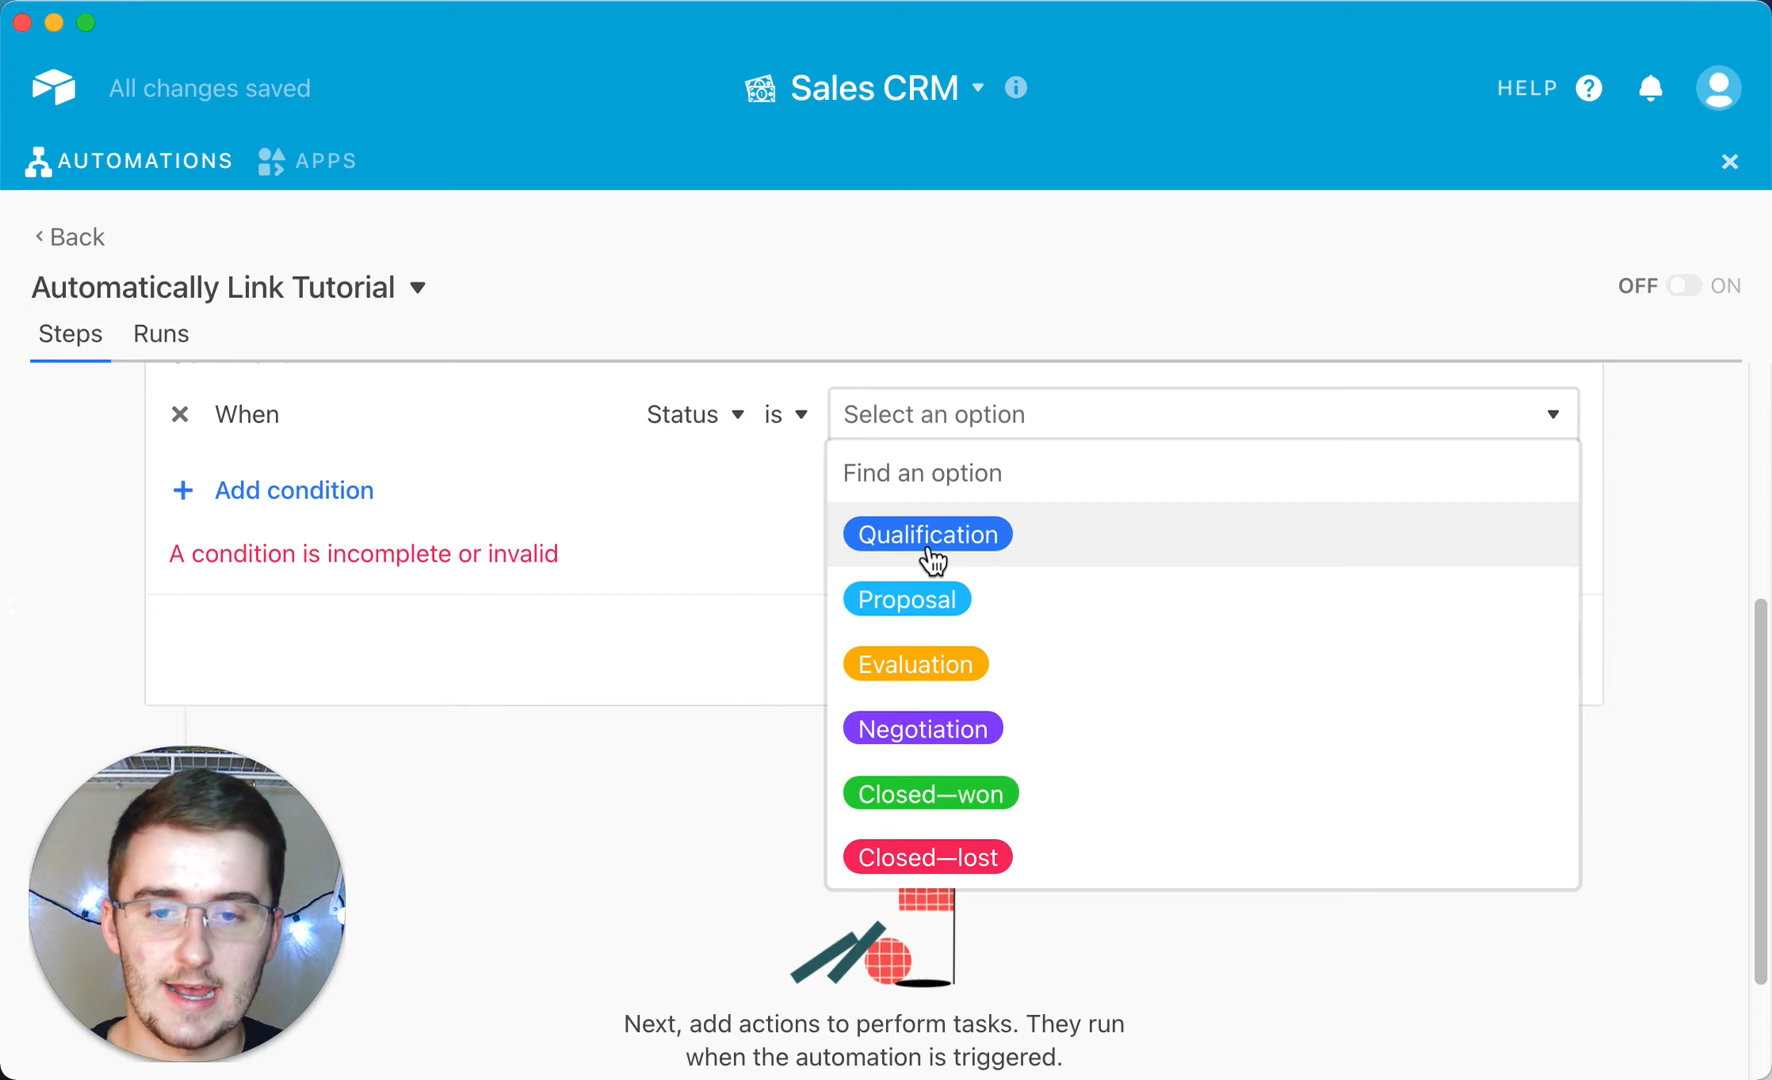 All changes saved
Sales CRM
HELP
AUTOMATIONS
APPS
Back
Automatically Link Tutorial
OFF
ON
Steps
Runs
When
Status
is
Select an option
Add condition
A condition is incomplete or invalid
Find an option
Qualification
Proposal
Evaluation
Negotiation
Closed—won
Closed—lost
Next, add actions to perform tasks. They run
when the automation is triggered.